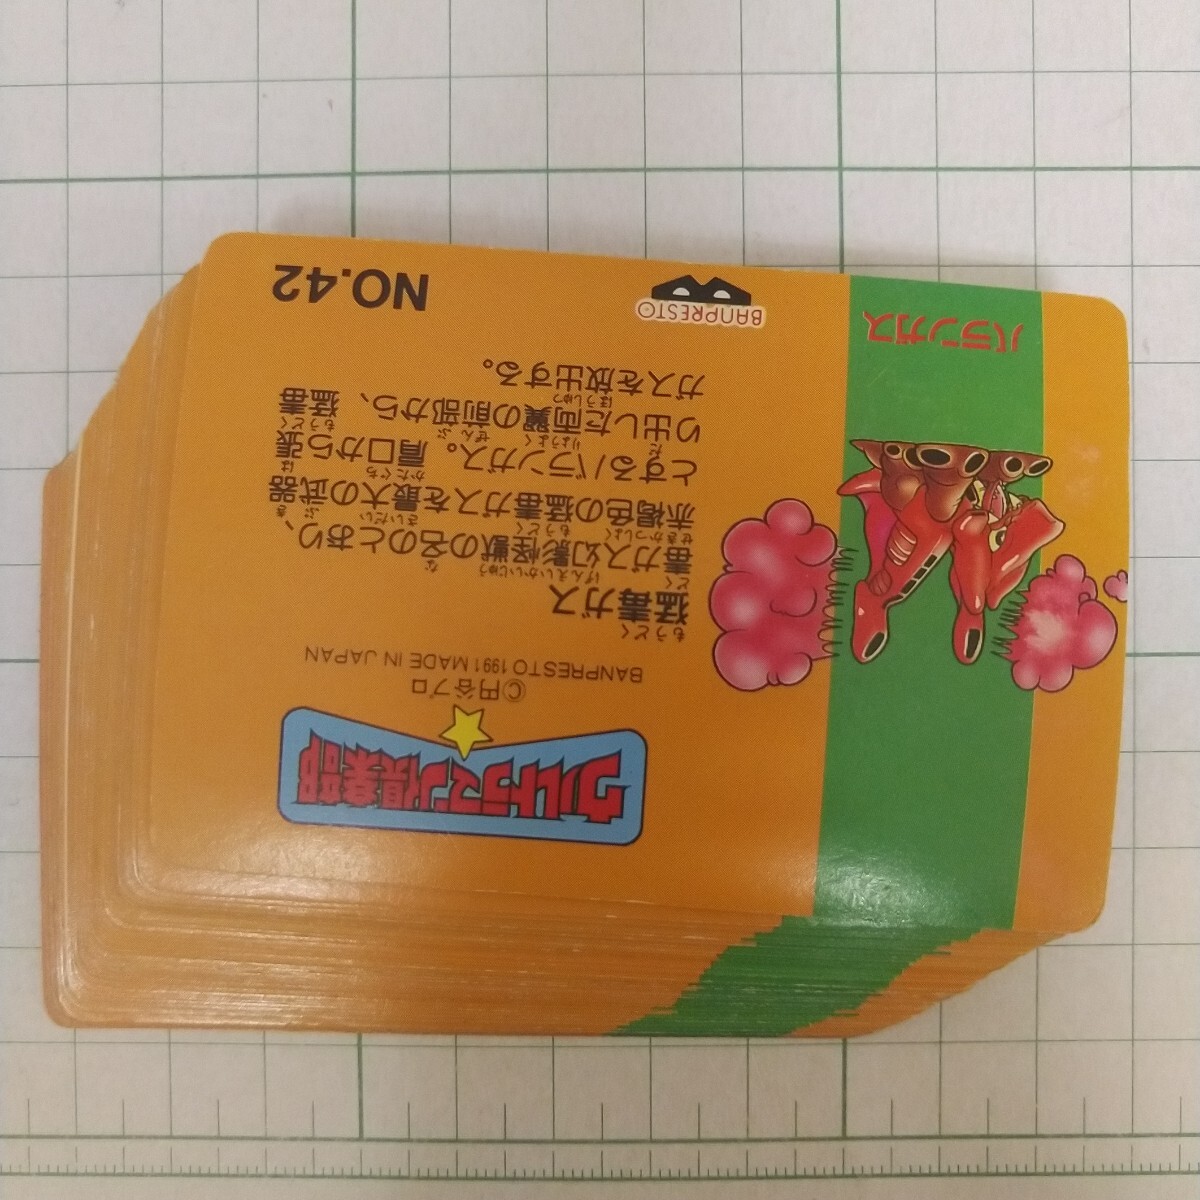 ウルトラマン倶楽部
©円谷プロ
BANPRESTO 1991 MADE IN JAPAN
猛毒ガス
毒ガス幻影怪獣の名のとおり、
赤褐色の猛毒ガスを最大の武器
とするバランガス。肩口から張
り出した両翼の前部から、猛毒
ガスを放出する。
BANPRESTO
NO.42
バランガス